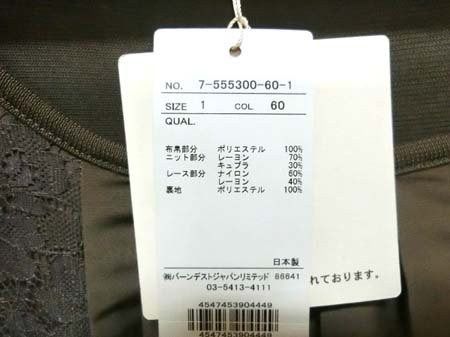 NO. 7-555300-60-1
SIZE 1 COL 60
QUAL.
布帛部分 ポリエステル 100%
ニット部分 レーヨン 70%
キュプラ 30%
レース部分 ナイロン 60%
レーヨン 40%
裏地 ポリエステル 100%
日本製
㈱バーンデストジャパンリミテッド 86641
03-5413-4111
れております。
4547453904449
4547453904449